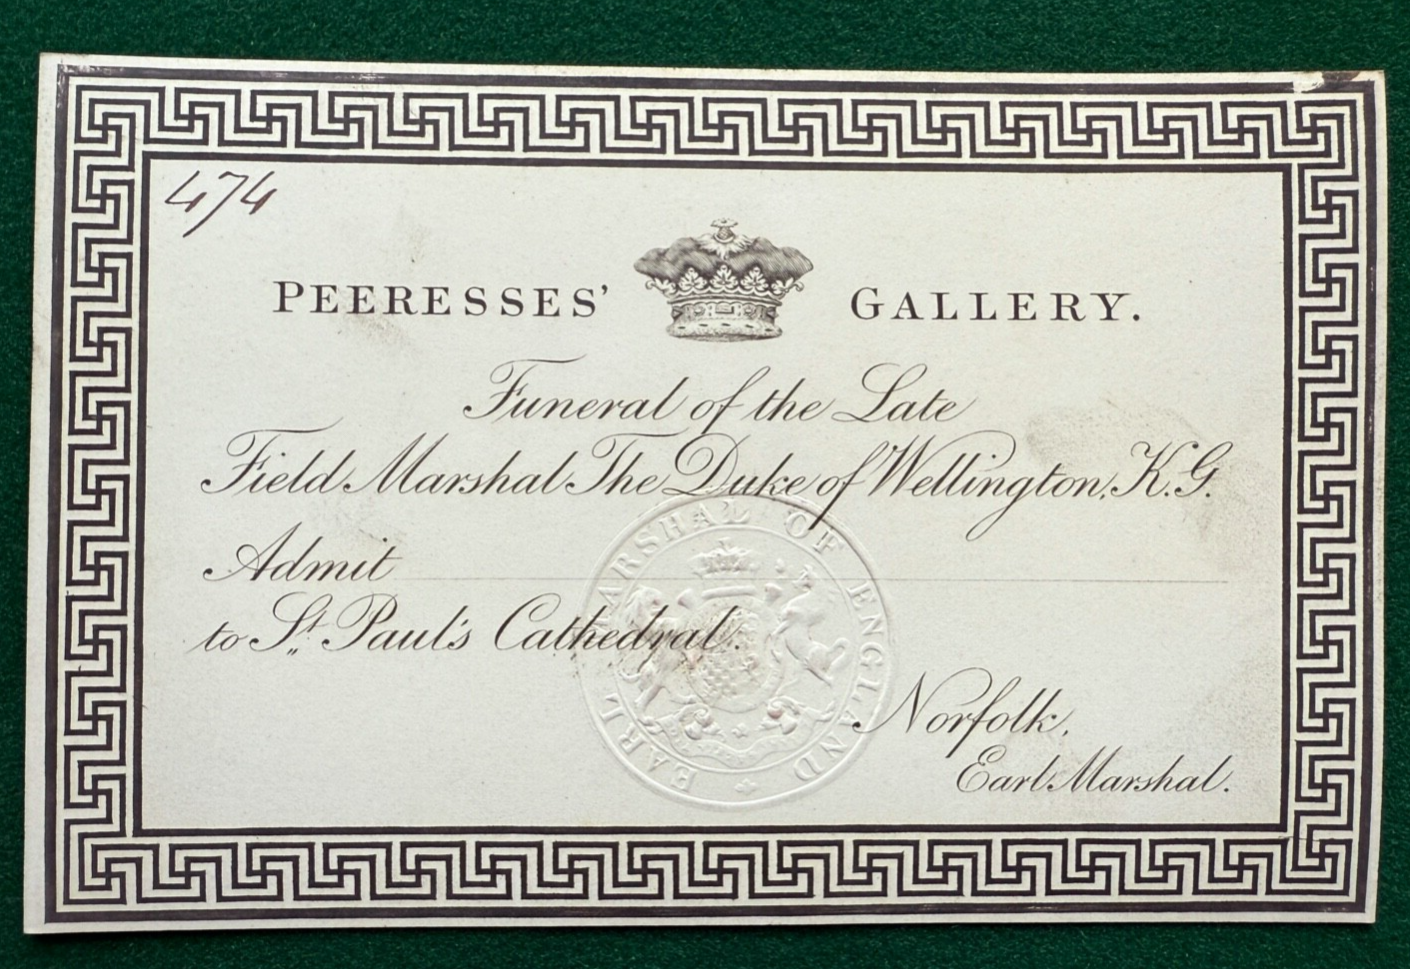 474
PEERESSES' GALLERY.
Funeral of the Late
Field Marshal The Duke of Wellington, K.G.
Admit
to St. Paul's Cathedral.
Norfolk,
Earl Marshal.
EARL MARSHAL OF ENGLAND